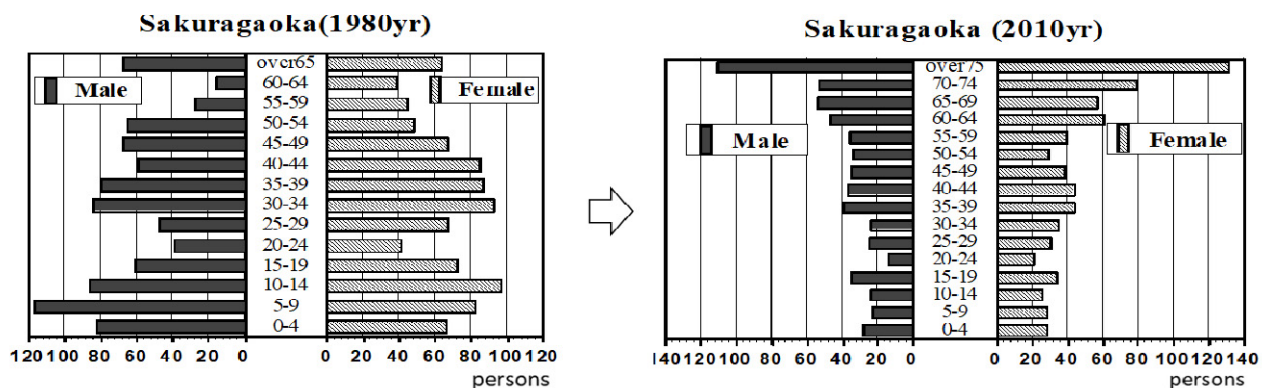 Sakuragaoka(1980yr)
Male
Female
over65
60-64
55-59
50-54
45-49
40-44
35-39
30-34
25-29
20-24
15-19
10-14
5-9
0-4
120 100 80 60 40 20 0
0 20 40 60 80 100 120
persons
Sakuragaoka (2010yr)
Male
Female
over75
70-74
65-69
60-64
55-59
50-54
45-49
40-44
35-39
30-34
25-29
20-24
15-19
10-14
5-9
0-4
140 120 100 80 60 40 20 0
0 20 40 60 80 100 120 140
persons